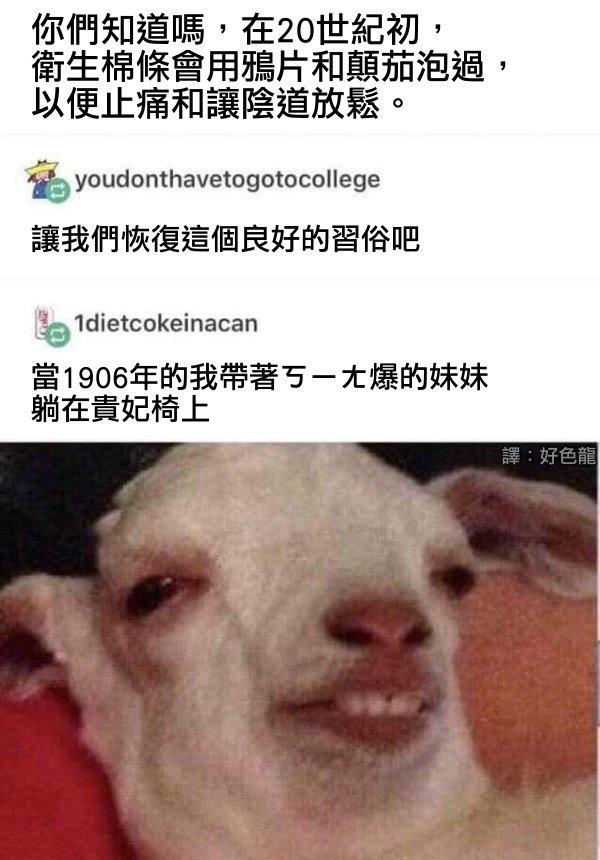 你們知道嗎，在20世紀初，
衛生棉條會用鴉片和顛茄泡過，
以便止痛和讓陰道放鬆。
youdonthavetogotocollege
讓我們恢復這個良好的習俗吧
1dietcokeinacan
當1906年的我帶著ㄎㄧㄤ爆的妹妹
躺在貴妃椅上
譯：好色龍